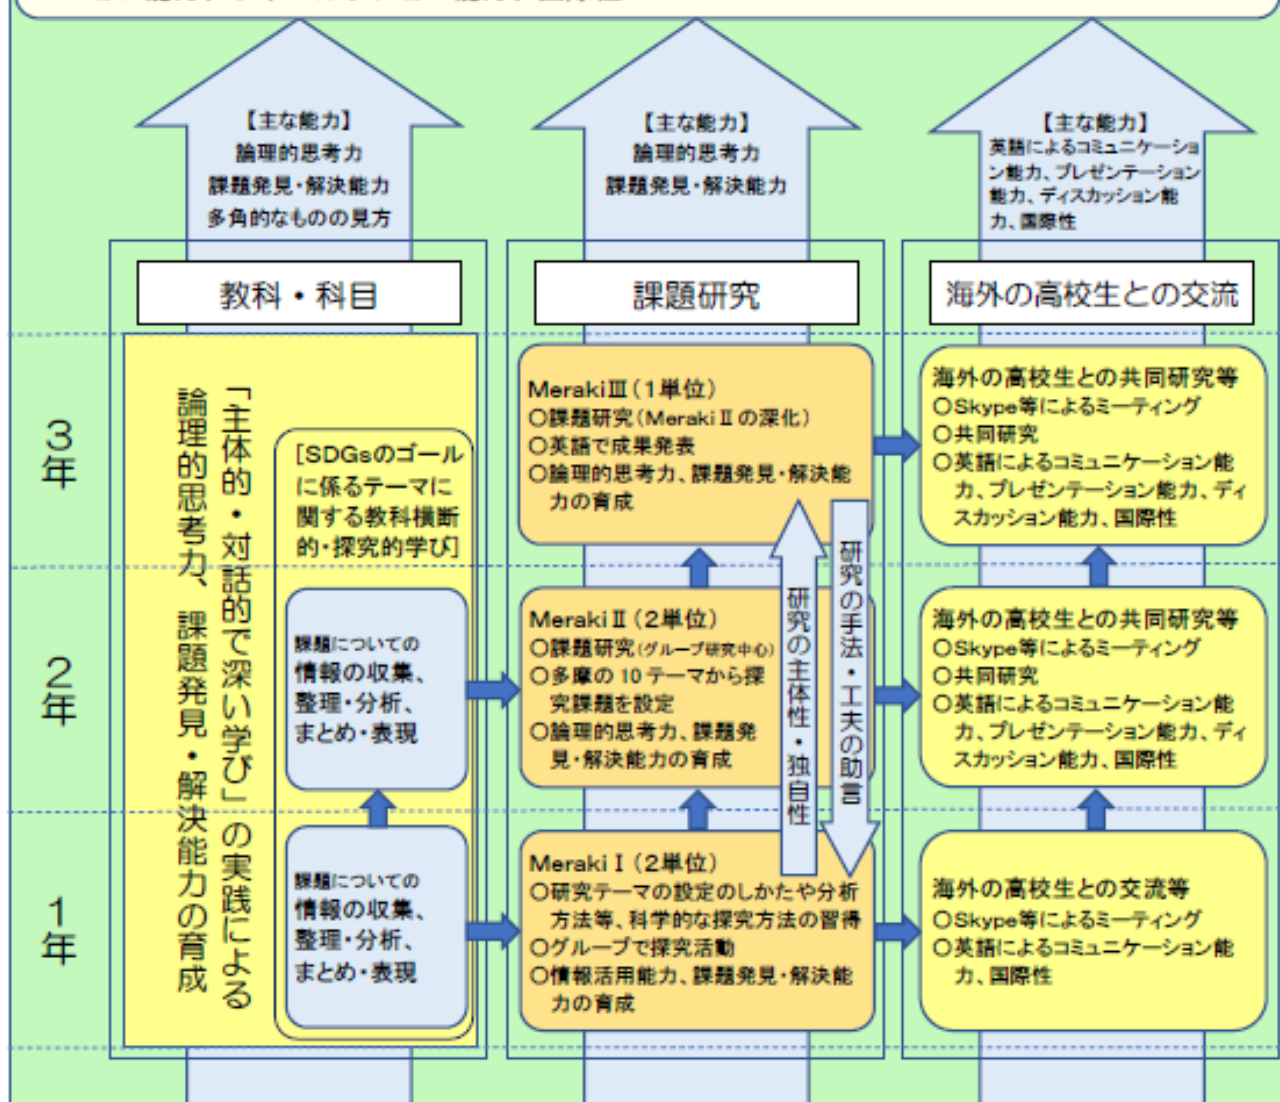 【主な能力】
論理的思考力
課題発見・解決能力
多角的なものの見方
【主な能力】
論理的思考力
課題発見・解決能力
【主な能力】
英語によるコミュニケーショ
ン能力、プレゼンテーション
能力、ディスカッション能
力、国際性
教科・科目
課題研究
海外の高校生との交流
3年
2年
1年
「主体的・対話的で深い学び」の実践による
論理的思考力、課題発見・解決能力の育成
[SDGsのゴール
に係るテーマに
関する教科横断
的・探究的学び]
課題についての
情報の収集、
整理・分析、
まとめ・表現
課題についての
情報の収集、
整理・分析、
まとめ・表現
MerakiⅢ(1単位)
○課題研究(MerakiⅡの深化)
○英語で成果発表
○論理的思考力、課題発見・解決能
力の育成
MerakiⅡ(2単位)
○課題研究(グループ研究中心)
○多摩の10テーマから探
究課題を設定
○論理的思考力、課題発
見・解決能力の育成
MerakiⅠ(2単位)
○研究テーマの設定のしかたや分析
方法等、科学的な探究方法の習得
○グループで探究活動
○情報活用能力、課題発見・解決能
力の育成
研究の主体性・独自性
研究の手法・工夫の助言
海外の高校生との共同研究等
○Skype等によるミーティング
○共同研究
○英語によるコミュニケーション能
力、プレゼンテーション能力、ディ
スカッション能力、国際性
海外の高校生との共同研究等
○Skype等によるミーティング
○共同研究
○英語によるコミュニケーション能
力、プレゼンテーション能力、ディ
スカッション能力、国際性
海外の高校生との交流等
○Skype等によるミーティング
○英語によるコミュニケーション能
力、国際性